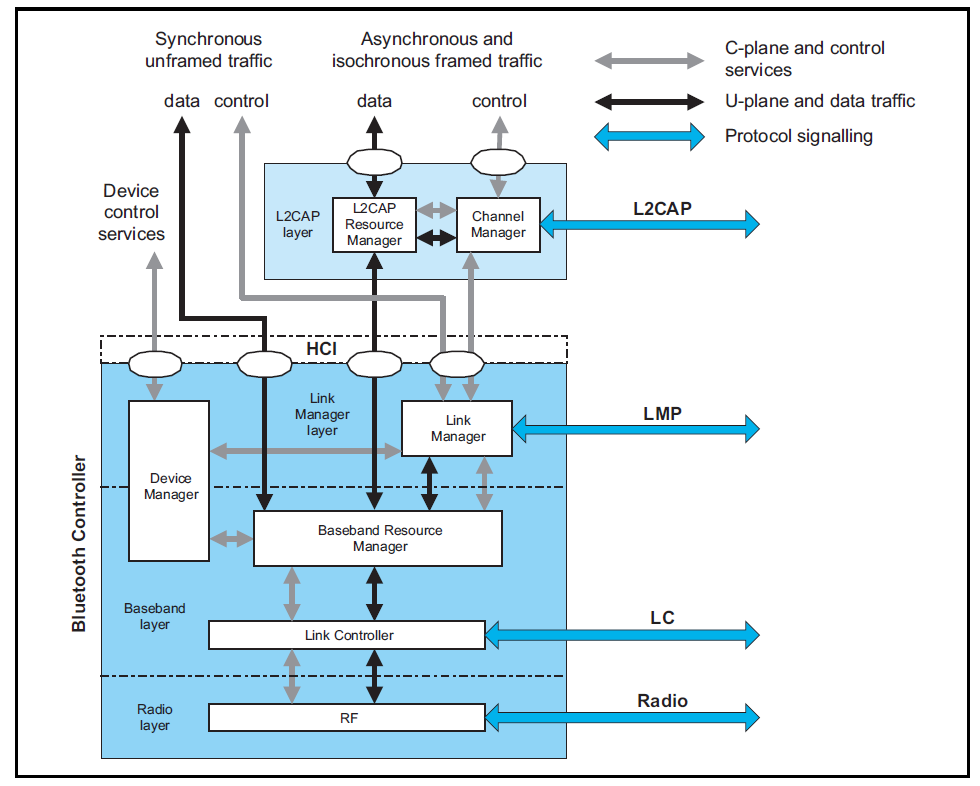 Synchronous
unframed traffic
Asynchronous and
isochronous framed traffic
data control
data
control
C-plane and control
services
U-plane and data traffic
Protocol signalling
Device
control
services
L2CAP
layer
L2CAP
Resource
Manager
Channel
Manager
L2CAP
HCI
Link
Manager
layer
Link
Manager
LMP
Device
Manager
Bluetooth Controller
Baseband Resource
Manager
Baseband
layer
Link Controller
LC
Radio
layer
RF
Radio